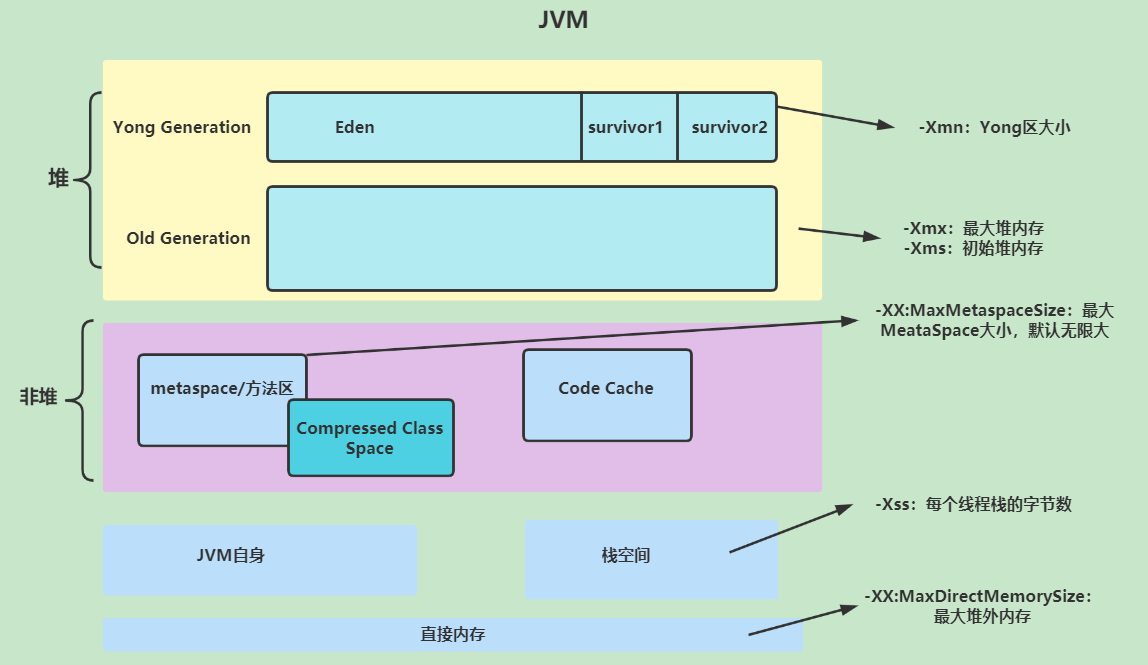 JVM
堆
Yong Generation
Eden
survivor1
survivor2
-Xmn：Yong区大小
Old Generation
-Xmx：最大堆内存
-Xms：初始堆内存
非堆
metaspace/方法区
Compressed Class
Space
Code Cache
-XX:MaxMetaspaceSize：最大
MeataSpace大小，默认无限大
JVM自身
栈空间
-Xss：每个线程栈的字节数
直接内存
-XX:MaxDirectMemorySize：
最大堆外内存